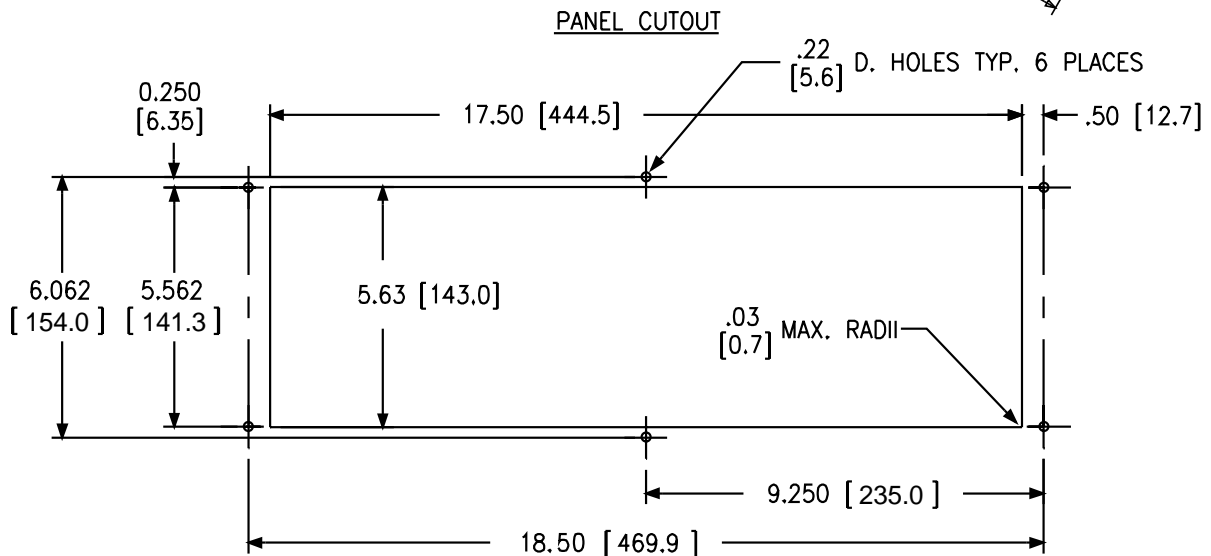 PANEL CUTOUT
.22
[5.6]
D. HOLES TYP. 6 PLACES
0.250
[6.35]
17.50 [444.5]
.50 [12.7]
6.062
[ 154.0 ]
5.562
[ 141.3 ]
5.63 [143.0]
.03
[0.7]
MAX. RADII
9.250 [ 235.0 ]
18.50 [ 469.9 ]